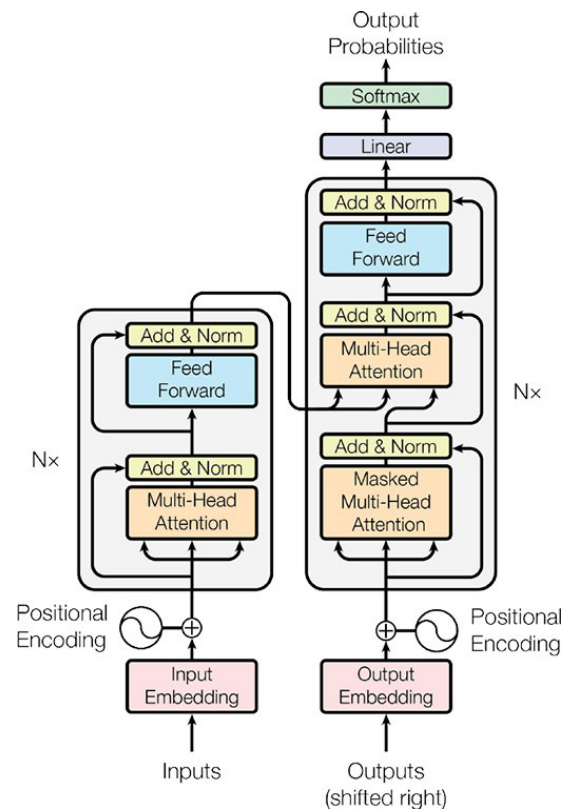 Output
Probabilities
Softmax
Linear
Add & Norm
Feed
Forward
Add & Norm
Multi-Head
Attention
Add & Norm
Masked
Multi-Head
Attention
N×
Add & Norm
Feed
Forward
Add & Norm
Multi-Head
Attention
N×
Positional
Encoding
Positional
Encoding
Input
Embedding
Output
Embedding
Inputs
Outputs
(shifted right)